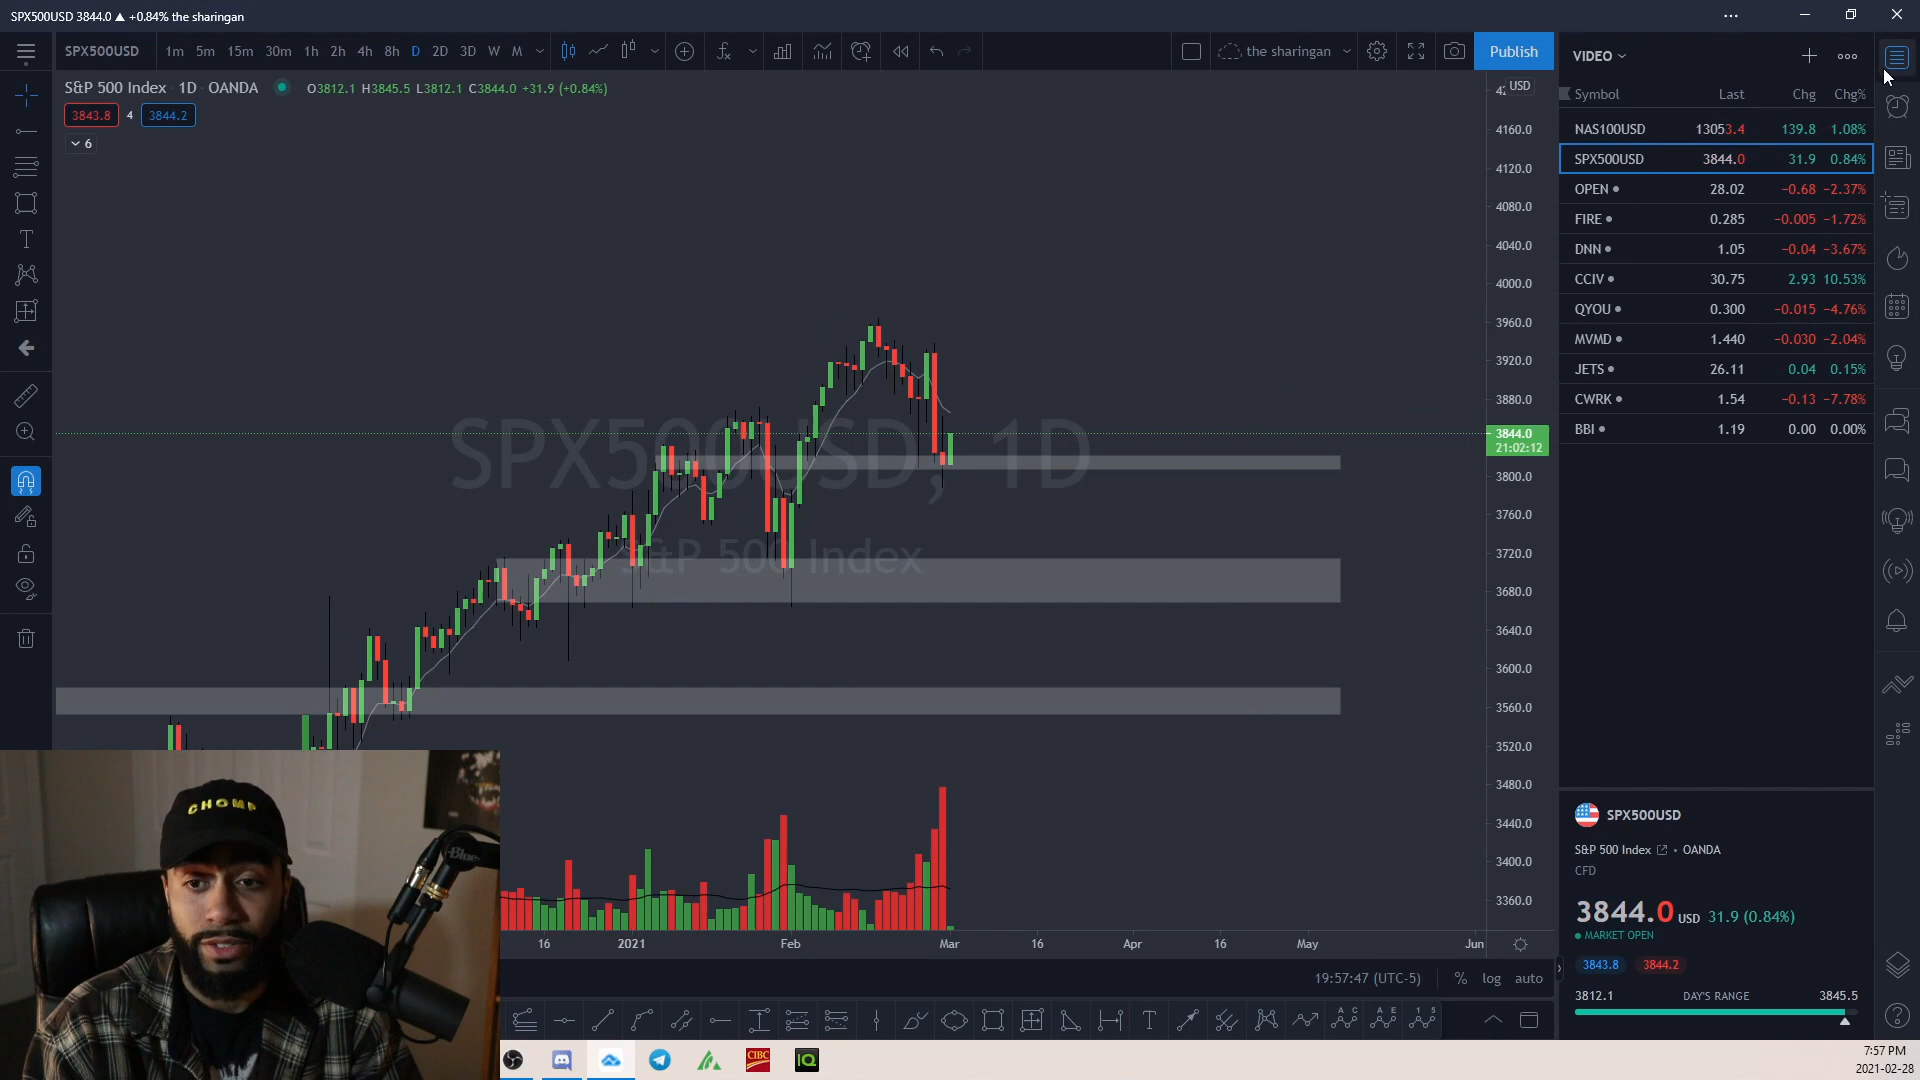 SPX500USD 3844.0 ▲ +0.84% the sharingan
SPX500USD 1m 5m 15m 30m 1h 2h 4h 8h D 2D 3D W M the sharingan Publish
S&P 500 Index · 1D · OANDA O3812.1 H3845.5 L3812.1 C3844.0 +31.9 (+0.84%)
3843.8 4 3844.2
6
SPX500USD, 1D
S&P 500 Index
USD
4160.0
4120.0
4080.0
4040.0
4000.0
3960.0
3920.0
3880.0
3844.0
21:02:12
3800.0
3760.0
3720.0
3680.0
3640.0
3600.0
3560.0
3520.0
3480.0
3440.0
3400.0
3360.0
16 2021 Feb Mar 16 Apr 16 May Jun
19:57:47 (UTC-5) % log auto
VIDEO
Symbol Last Chg Chg%
NAS100USD 13053.4 139.8 1.08%
SPX500USD 3844.0 31.9 0.84%
OPEN 28.02 −0.68 −2.37%
FIRE 0.285 −0.005 −1.72%
DNN 1.05 −0.04 −3.67%
CCIV 30.75 2.93 10.53%
QYOU 0.300 −0.015 −4.76%
MVMD 1.440 −0.030 −2.04%
JETS 26.11 0.04 0.15%
CWRK 1.54 −0.13 −7.78%
BBI 1.19 0.00 0.00%
SPX500USD
S&P 500 Index • OANDA
CFD
3844.0 USD 31.9 (0.84%)
MARKET OPEN
3843.8 3844.2
3812.1 DAY'S RANGE 3845.5
CHOMP
Blue
CIBC
IQ
7:57 PM
2021-02-28